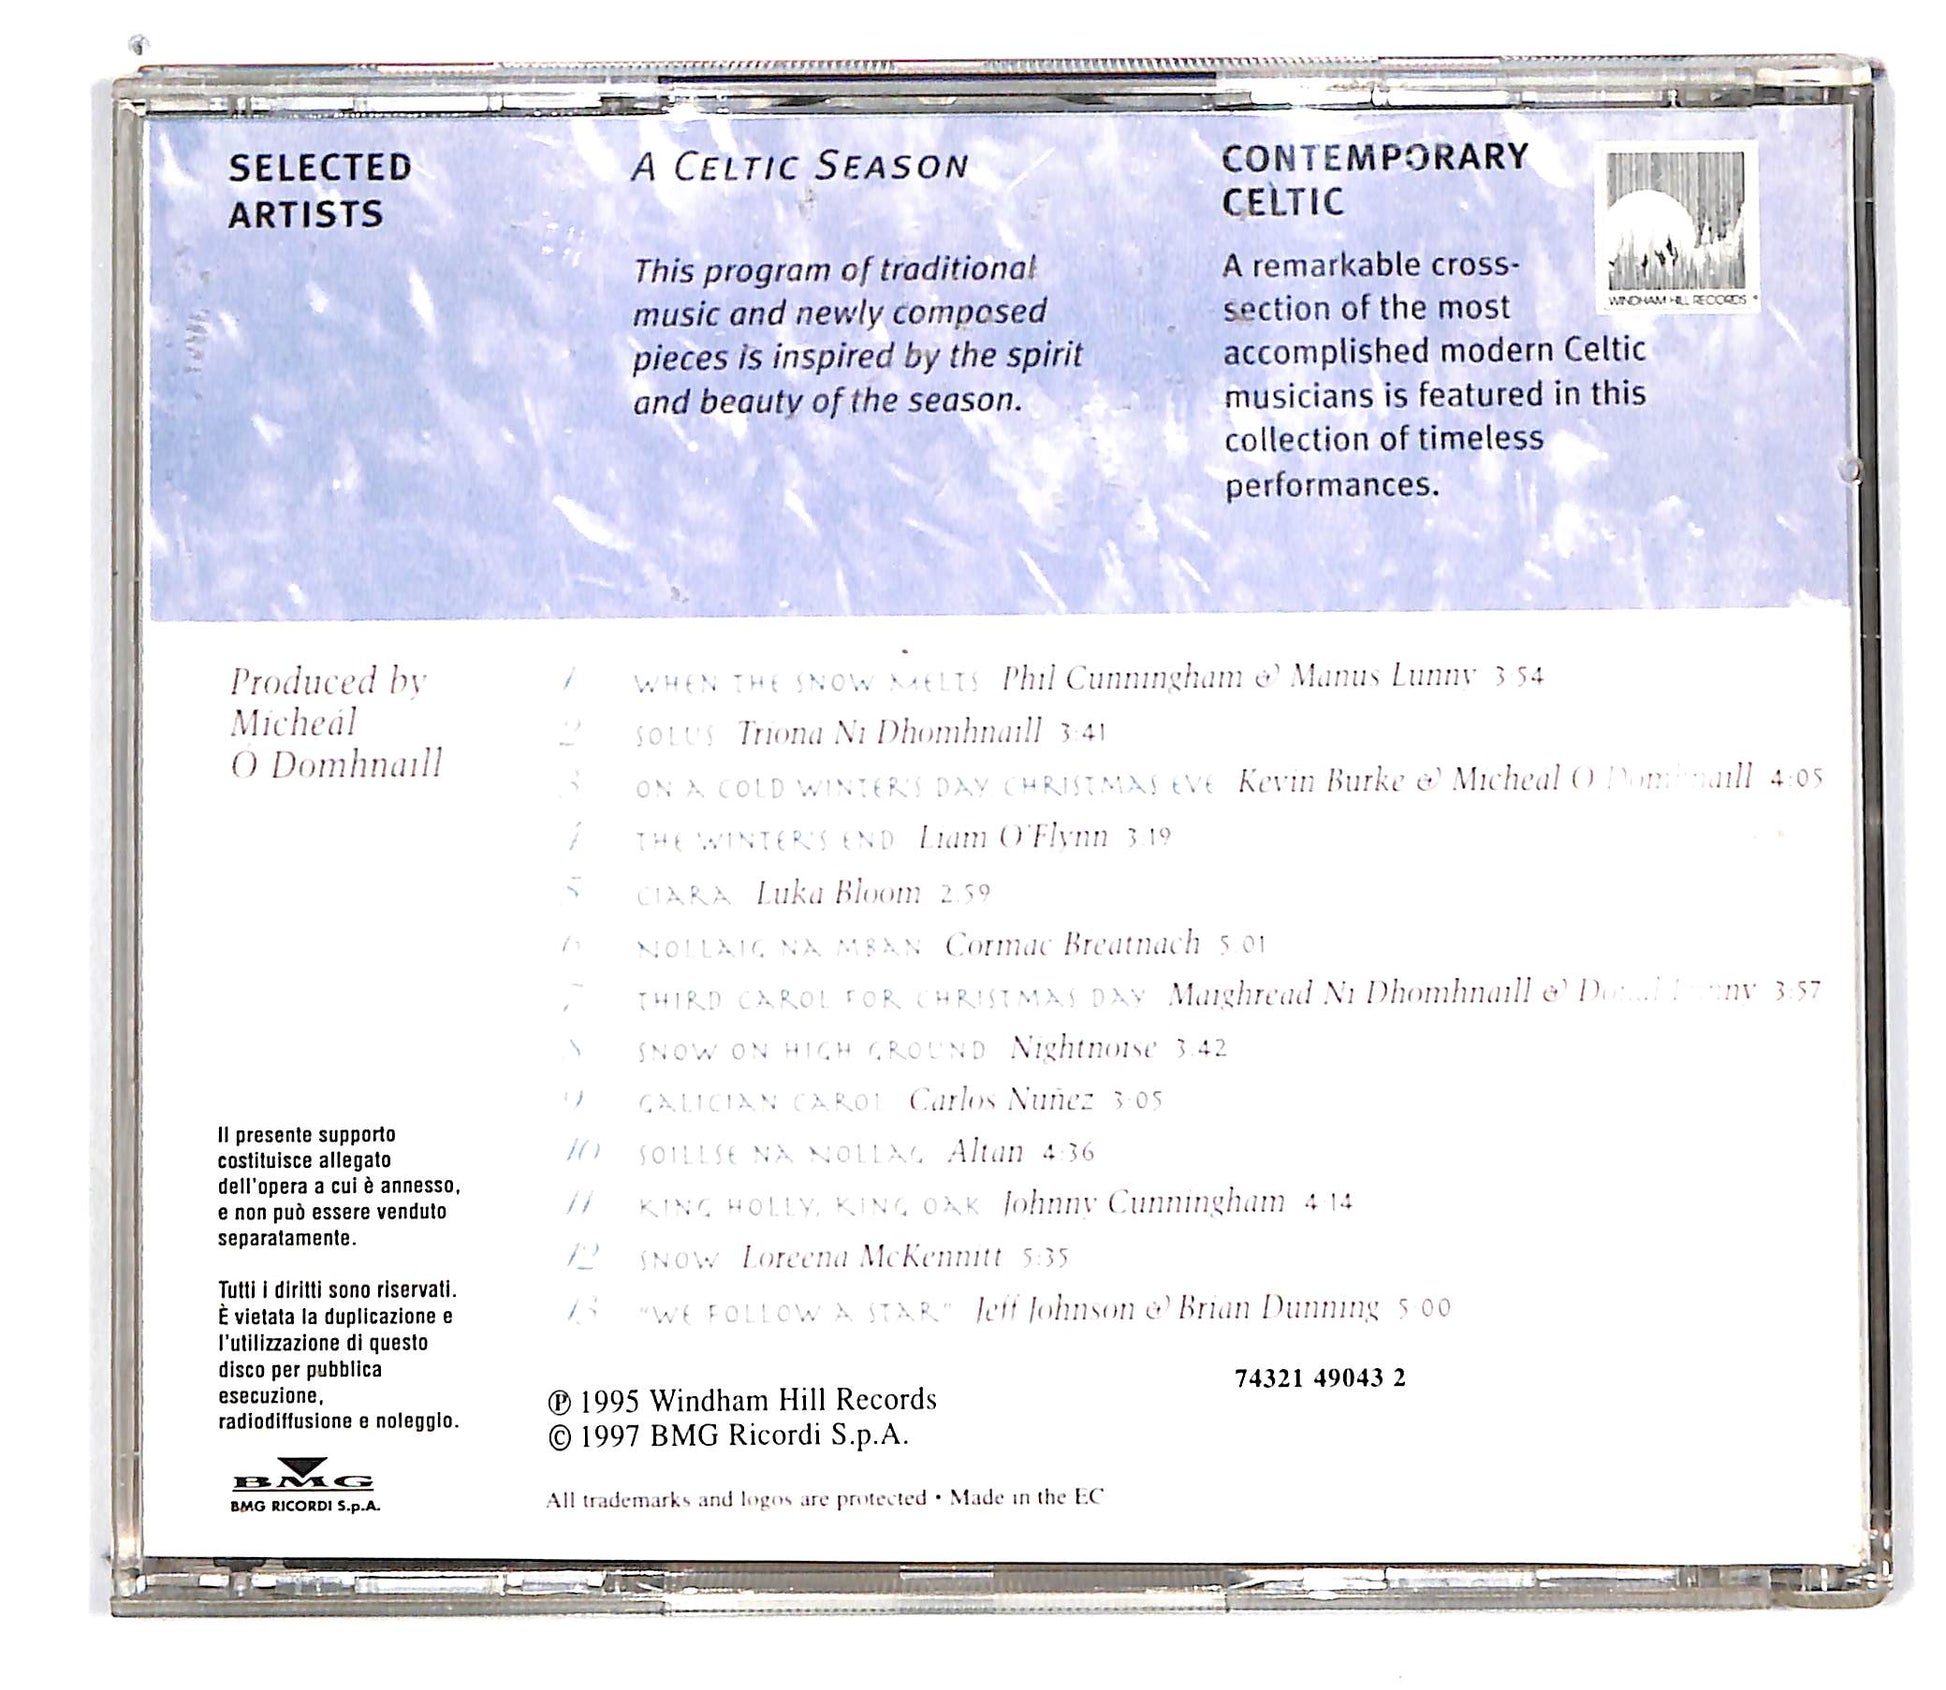 SELECTED
ARTISTS
A CELTIC SEASON
This program of traditional
music and newly composed
pieces is inspired by the spirit
and beauty of the season.
CONTEMPORARY
CELTIC
A remarkable cross-
section of the most
accomplished modern Celtic
musicians is featured in this
collection of timeless
performances.
WINDHAM HILL RECORDS
Produced by
Mícheál
Ó Domhnaill
1 WHEN THE SNOW MELTS Phil Cunningham & Manus Lunny 3:54
2 SOLUS Tríona Ní Dhomhnaill 3:41
3 ON A COLD WINTER'S DAY CHRISTMAS EVE Kevin Burke & Mícheál Ó Domhnaill 4:05
4 THE WINTER'S END Liam O'Flynn 3:19
5 CIARA Luka Bloom 2:59
6 NOLLAIG NA MBAN Cormac Breatnach 5:01
7 THIRD CAROL FOR CHRISTMAS DAY Maighread Ní Dhomhnaill & Donal Lunny 3:57
8 SNOW ON HIGH GROUND Nightnoise 3:42
9 GALICIAN CAROL Carlos Nuñez 3:05
10 SOILLSE NA NOLLAG Altan 4:36
11 KING HOLLY, KING OAK Johnny Cunningham 4:14
12 SNOW Loreena McKennitt 5:35
13 "WE FOLLOW A STAR" Jeff Johnson & Brian Dunning 5:00
Il presente supporto
costituisce allegato
dell'opera a cui è annesso,
e non può essere venduto
separatamente.
Tutti i diritti sono riservati.
È vietata la duplicazione e
l'utilizzazione di questo
disco per pubblica
esecuzione,
radiodiffusione e noleggio.
BMG
BMG RICORDI S.p.A.
℗ 1995 Windham Hill Records
© 1997 BMG Ricordi S.p.A.
74321 49043 2
All trademarks and logos are protected • Made in the EC